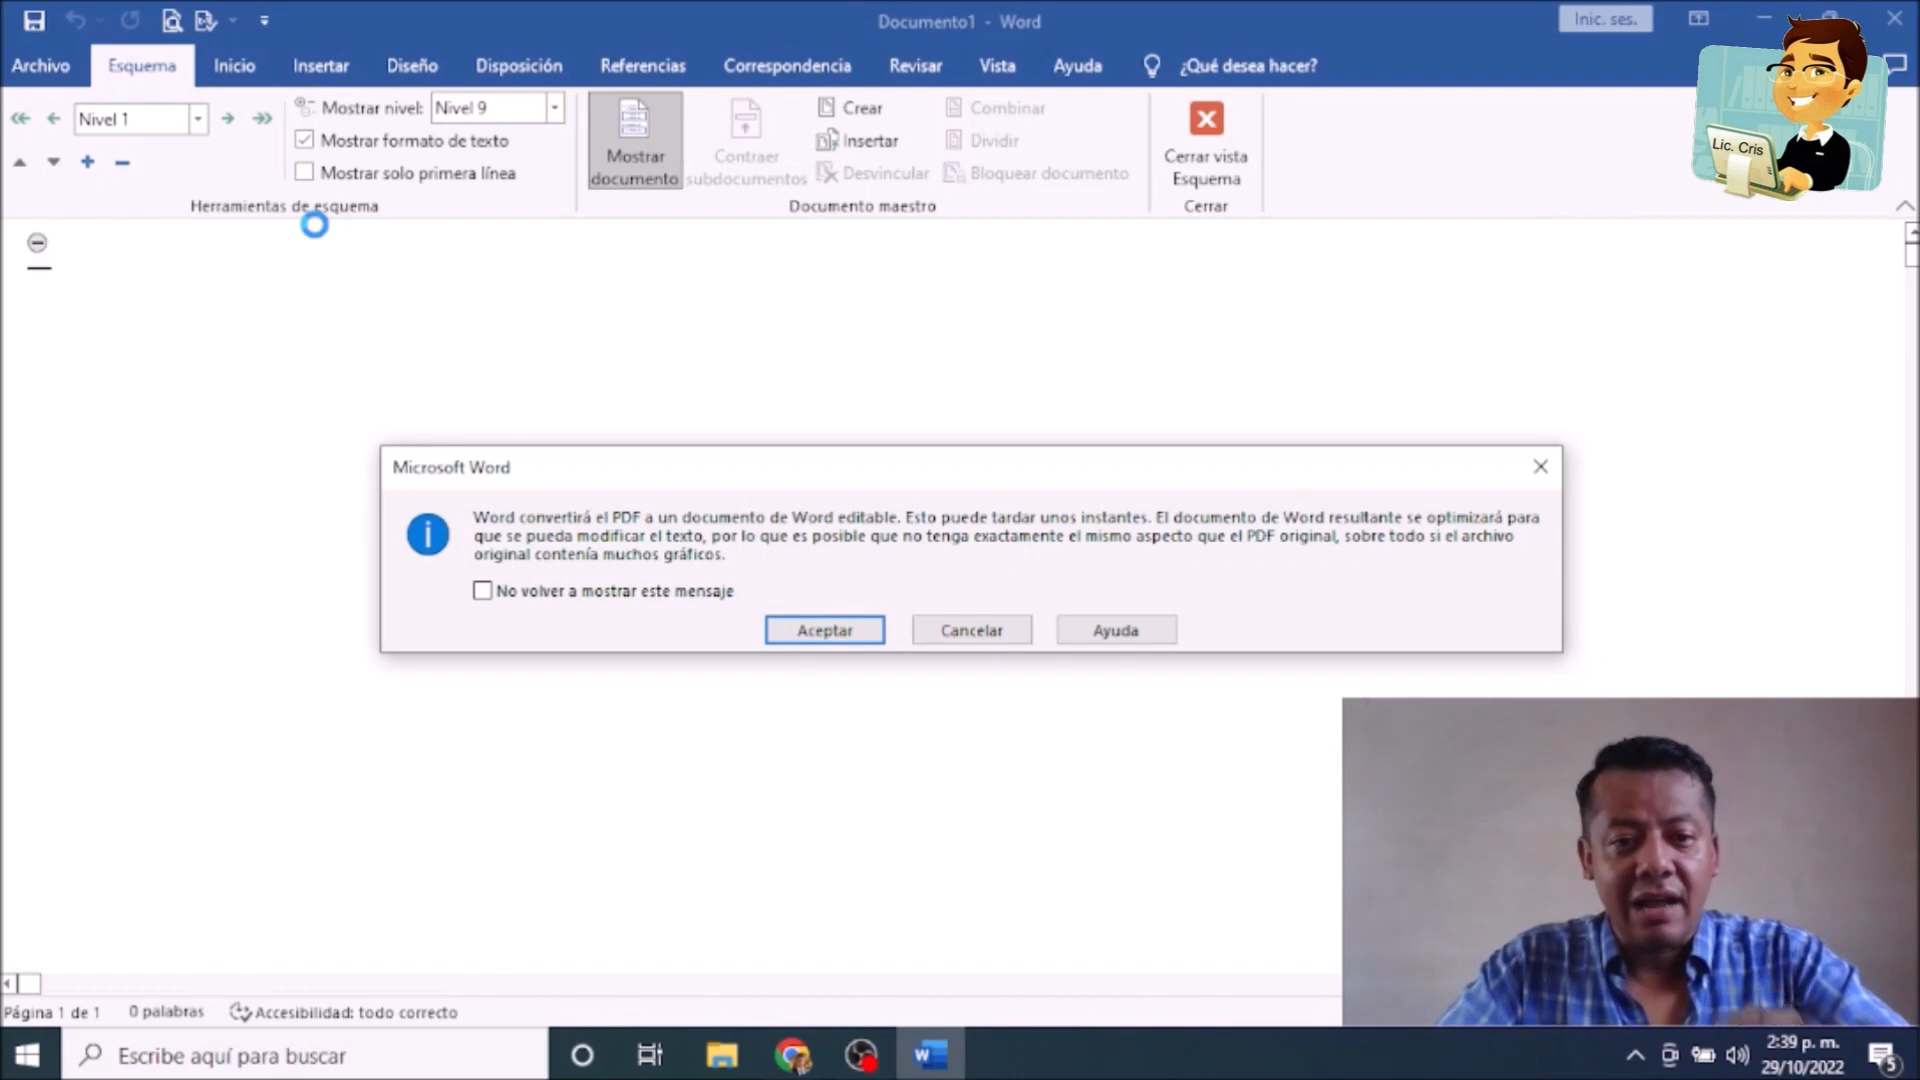 Documento1 - Word
Inic. ses.
Archivo
Esquema
Inicio
Insertar
Diseño
Disposición
Referencias
Correspondencia
Revisar
Vista
Ayuda
¿Qué desea hacer?
Lic. Cris
Nivel 1
Mostrar nivel:
Nivel 9
Mostrar formato de texto
Mostrar solo primera línea
Herramientas de esquema
Mostrar
documento
Contraer
subdocumentos
Crear
Insertar
Desvincular
Combinar
Dividir
Bloquear documento
Documento maestro
Cerrar vista
Esquema
Cerrar
Microsoft Word
Word convertirá el PDF a un documento de Word editable. Esto puede tardar unos instantes. El documento de Word resultante se optimizará para
que se pueda modificar el texto, por lo que es posible que no tenga exactamente el mismo aspecto que el PDF original, sobre todo si el archivo
original contenía muchos gráficos.
No volver a mostrar este mensaje
Aceptar
Cancelar
Ayuda
Página 1 de 1
0 palabras
Accesibilidad: todo correcto
Escribe aquí para buscar
W
2:39 p. m.
29/10/2022
5